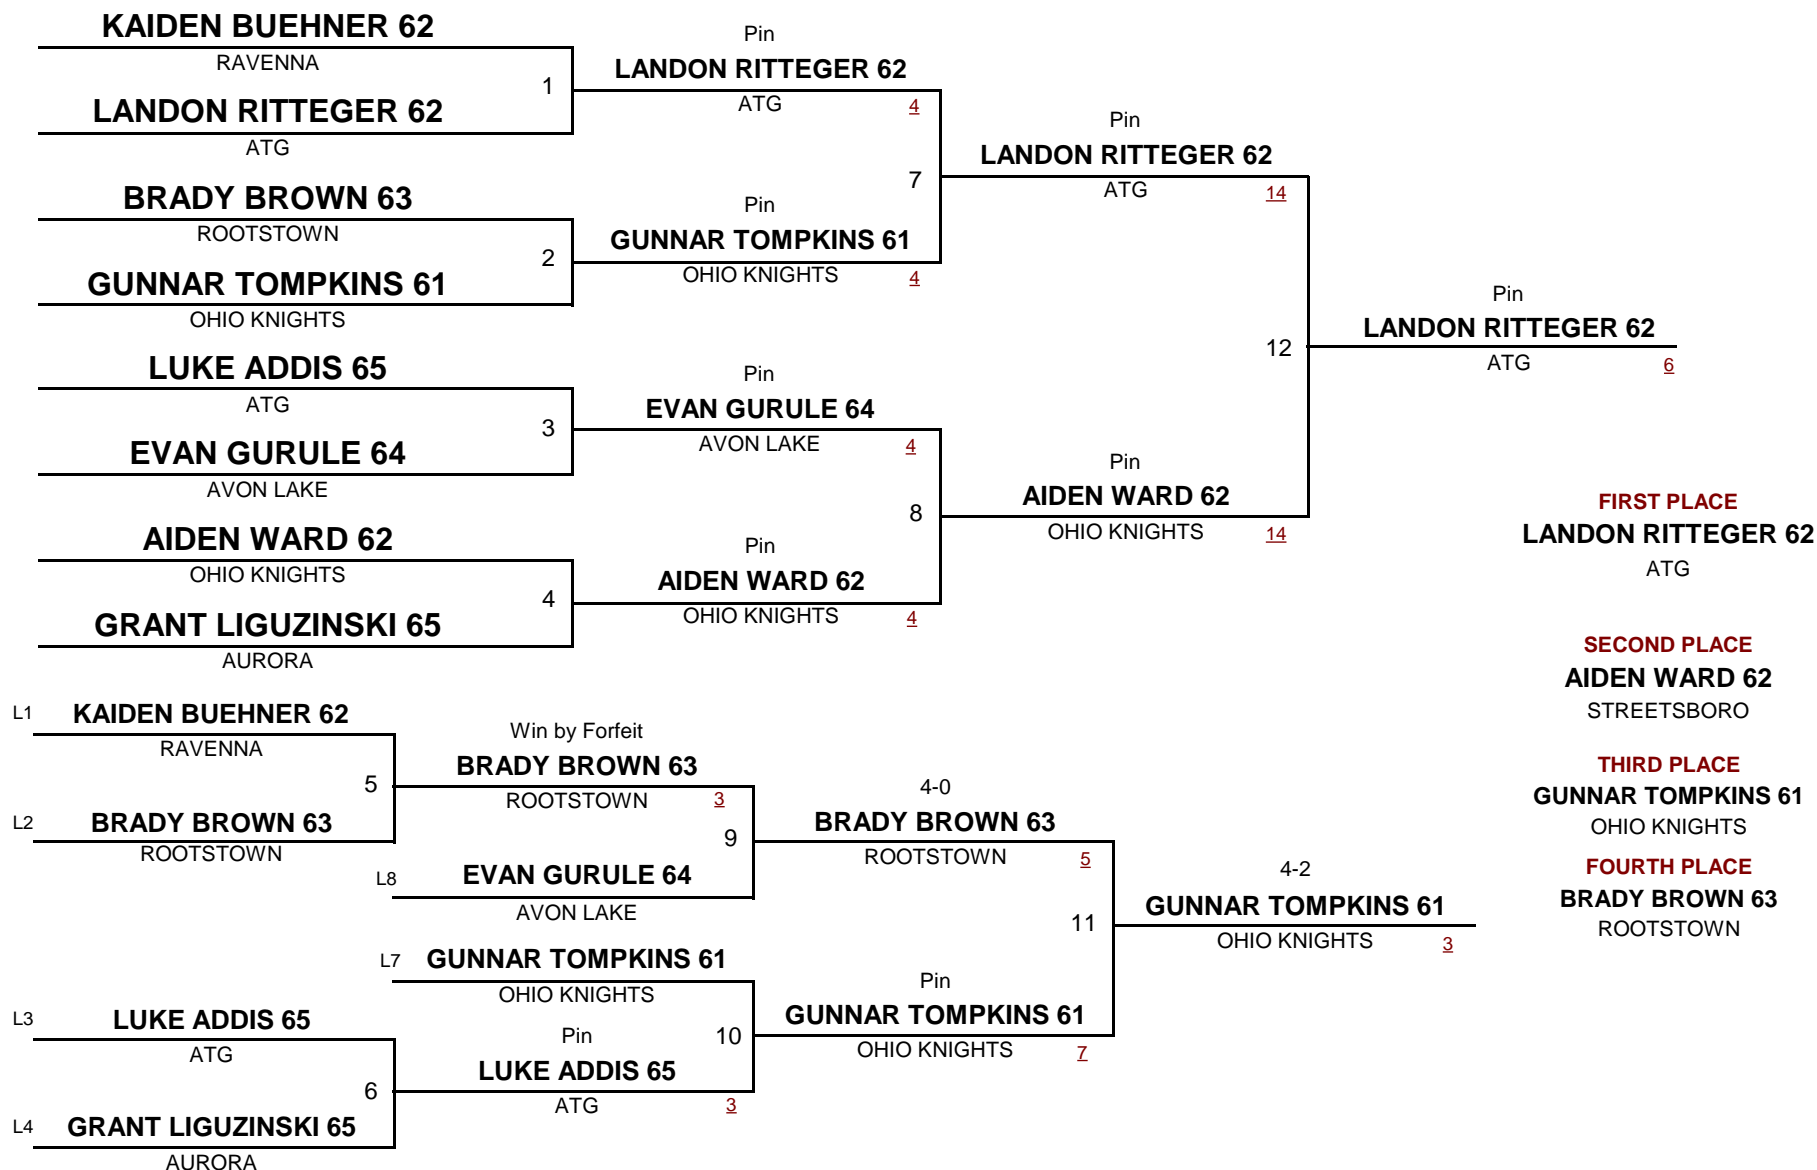 KAIDEN BUEHNER 62
RAVENNA
1
LANDON RITTEGER 62
ATG
Pin
LANDON RITTEGER 62
ATG
4
BRADY BROWN 63
ROOTSTOWN
2
GUNNAR TOMPKINS 61
OHIO KNIGHTS
Pin
GUNNAR TOMPKINS 61
OHIO KNIGHTS
4
7
Pin
LANDON RITTEGER 62
ATG
14
LUKE ADDIS 65
ATG
3
EVAN GURULE 64
AVON LAKE
Pin
EVAN GURULE 64
AVON LAKE
4
AIDEN WARD 62
OHIO KNIGHTS
4
GRANT LIGUZINSKI 65
AURORA
Pin
AIDEN WARD 62
OHIO KNIGHTS
4
8
Pin
AIDEN WARD 62
OHIO KNIGHTS
14
12
Pin
LANDON RITTEGER 62
ATG
6
FIRST PLACE
LANDON RITTEGER 62
ATG
SECOND PLACE
AIDEN WARD 62
STREETSBORO
THIRD PLACE
GUNNAR TOMPKINS 61
OHIO KNIGHTS
FOURTH PLACE
BRADY BROWN 63
ROOTSTOWN
L1 KAIDEN BUEHNER 62
RAVENNA
5
L2 BRADY BROWN 63
ROOTSTOWN
Win by Forfeit
BRADY BROWN 63
ROOTSTOWN
3
9
L8 EVAN GURULE 64
AVON LAKE
4-0
BRADY BROWN 63
ROOTSTOWN
5
L7 GUNNAR TOMPKINS 61
OHIO KNIGHTS
10
L3 LUKE ADDIS 65
ATG
6
L4 GRANT LIGUZINSKI 65
AURORA
Pin
LUKE ADDIS 65
ATG
3
Pin
GUNNAR TOMPKINS 61
OHIO KNIGHTS
7
11
4-2
GUNNAR TOMPKINS 61
OHIO KNIGHTS
3